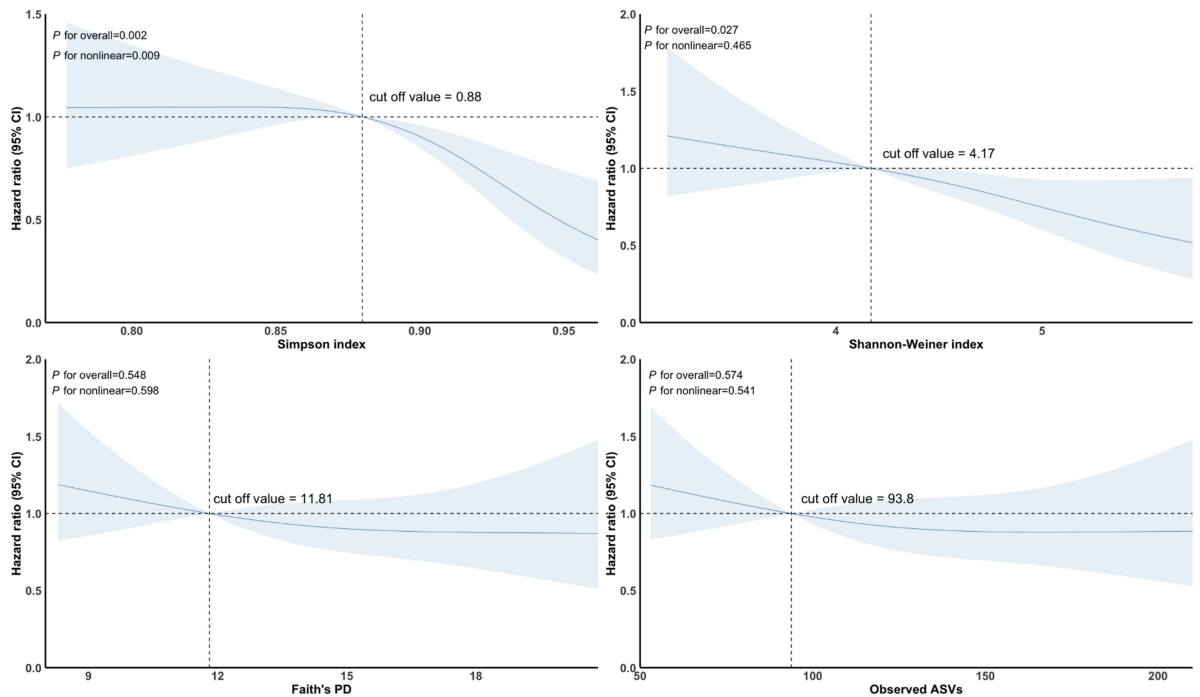 1.5
P for overall=0.002
P for nonlinear=0.009
cut off value = 0.88
1.0
0.5
0.0
Hazard ratio (95% CI)
0.80 0.85 0.90 0.95
Simpson index
2.0
P for overall=0.027
P for nonlinear=0.465
1.5
cut off value = 4.17
1.0
0.5
0.0
Hazard ratio (95% CI)
4 5
Shannon-Weiner index
2.0
P for overall=0.548
P for nonlinear=0.598
1.5
cut off value = 11.81
1.0
0.5
0.0
Hazard ratio (95% CI)
9 12 15 18
Faith's PD
2.0
P for overall=0.574
P for nonlinear=0.541
1.5
cut off value = 93.8
1.0
0.5
0.0
Hazard ratio (95% CI)
50 100 150 200
Observed ASVs